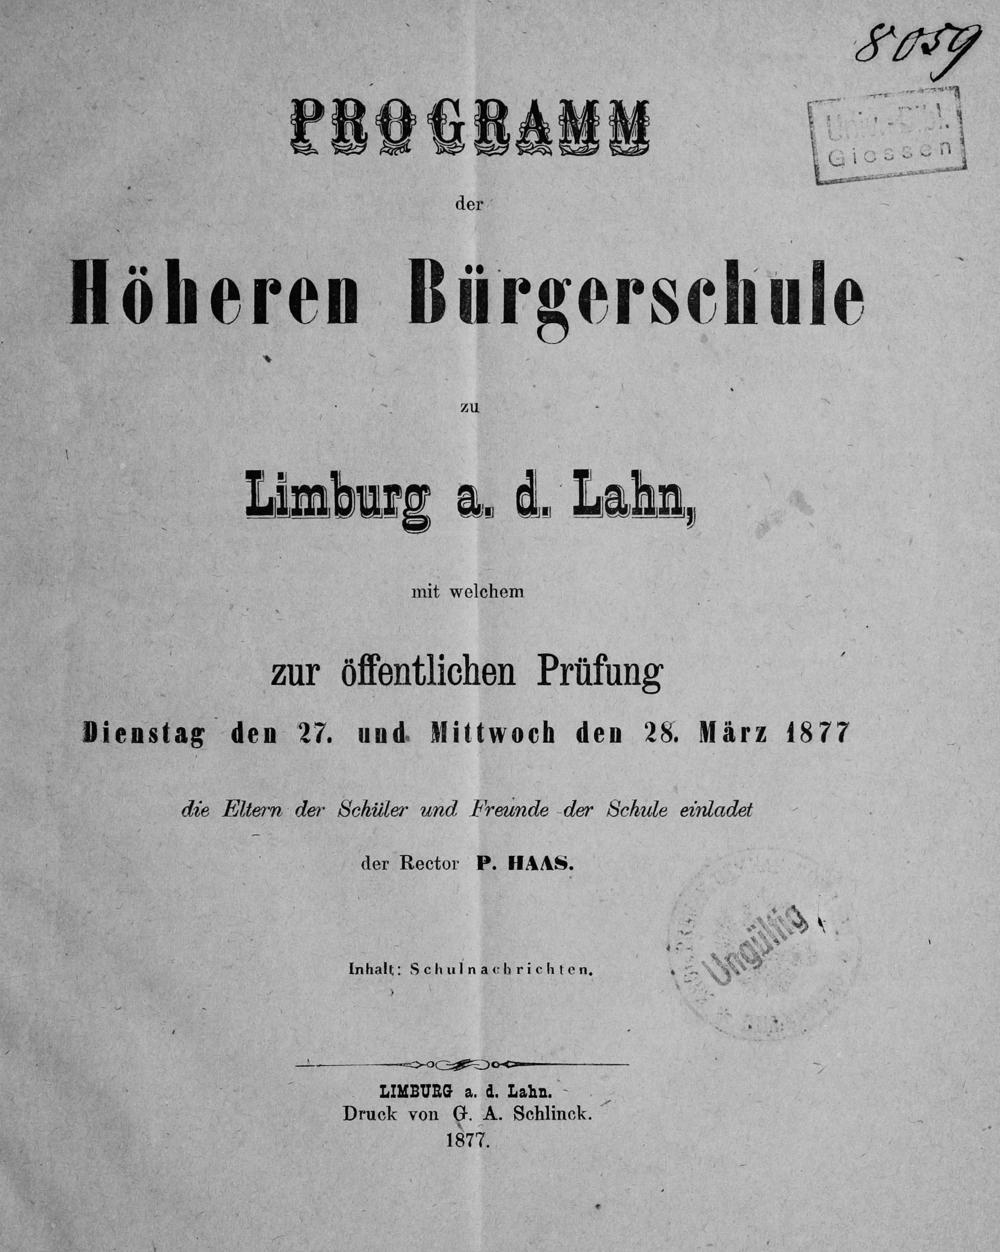 8059
Univ.-Bibl.
Giessen
PROGRAMM
der
Höheren Bürgerschule
zu
Limburg a. d. Lahn,
mit welchem
zur öffentlichen Prüfung
Dienstag den 27. und Mittwoch den 28. März 1877
die Eltern der Schüler und Freunde der Schule einladet
der Rector P. HAAS.
Ungültig
Inhalt: Schulnachrichten.
LIMBURG a. d. Lahn.
Druck von G. A. Schlinck.
1877.